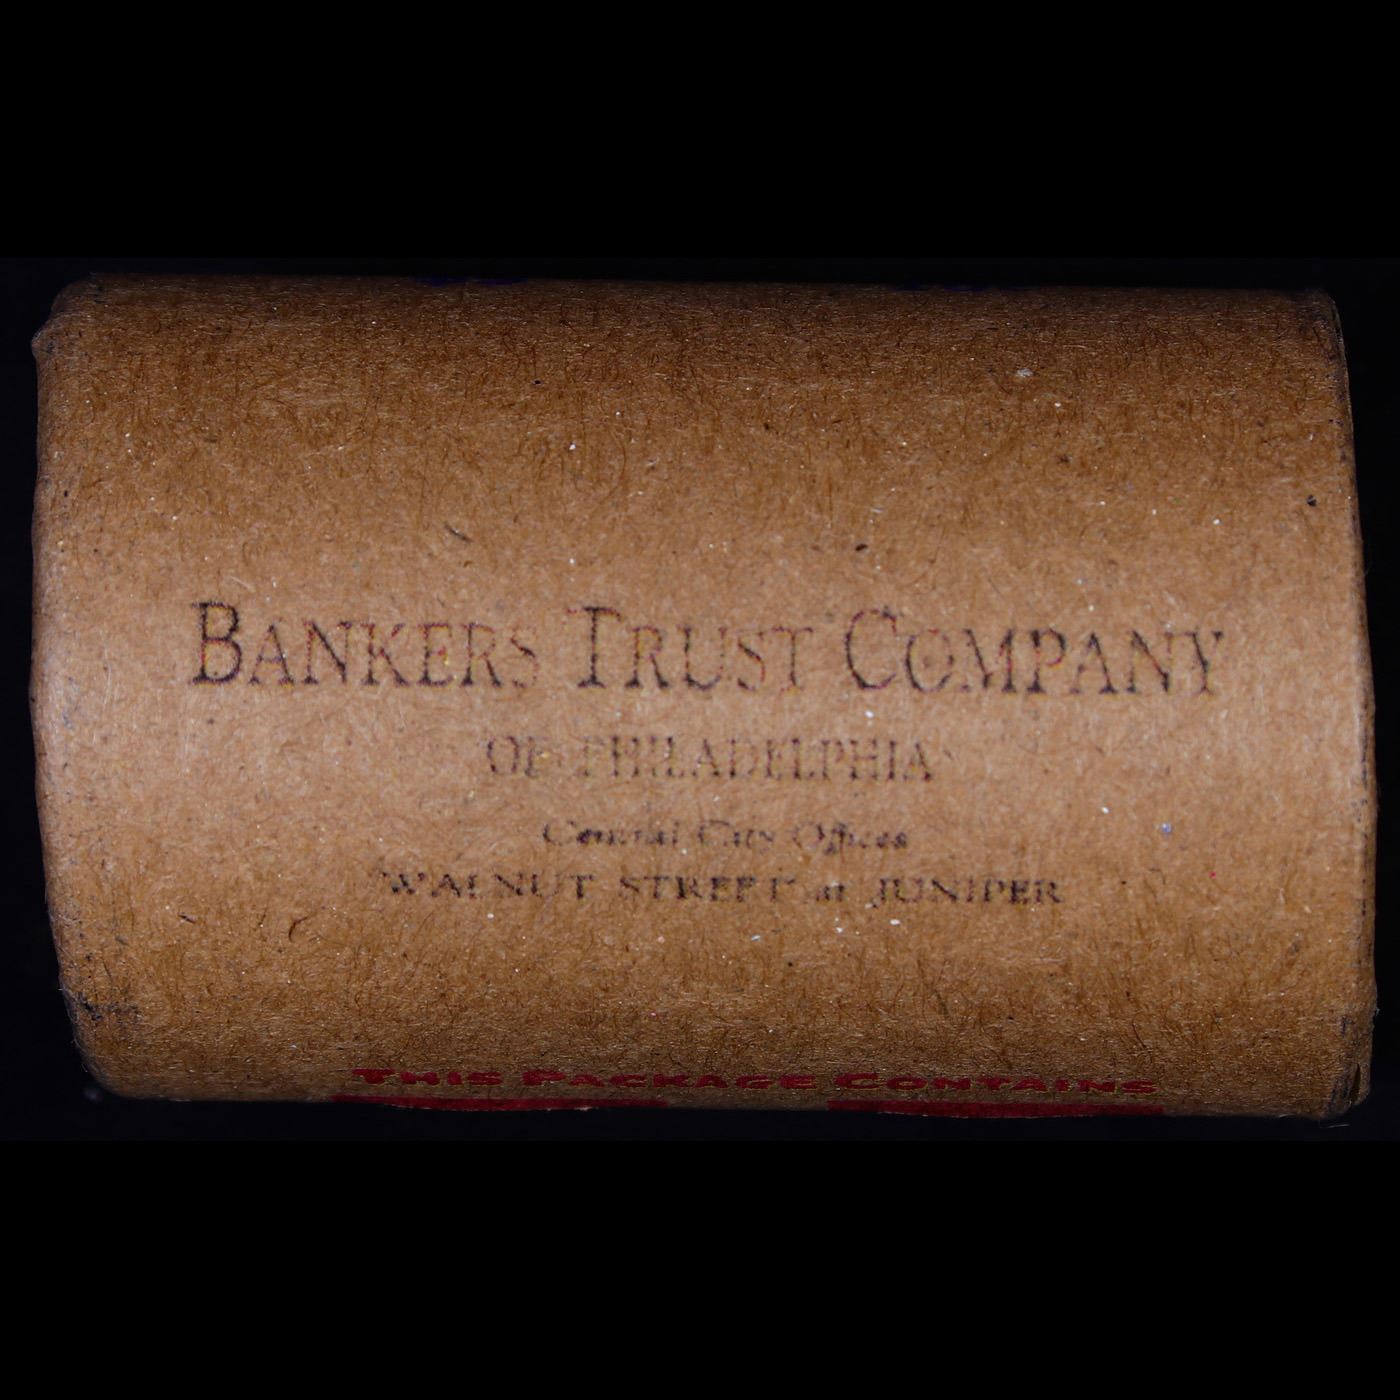 BANKERS TRUST COMPANY
OF PHILADELPHIA
Central City Offices
WALNUT STREET at JUNIPER
THIS PACKAGE CONTAINS